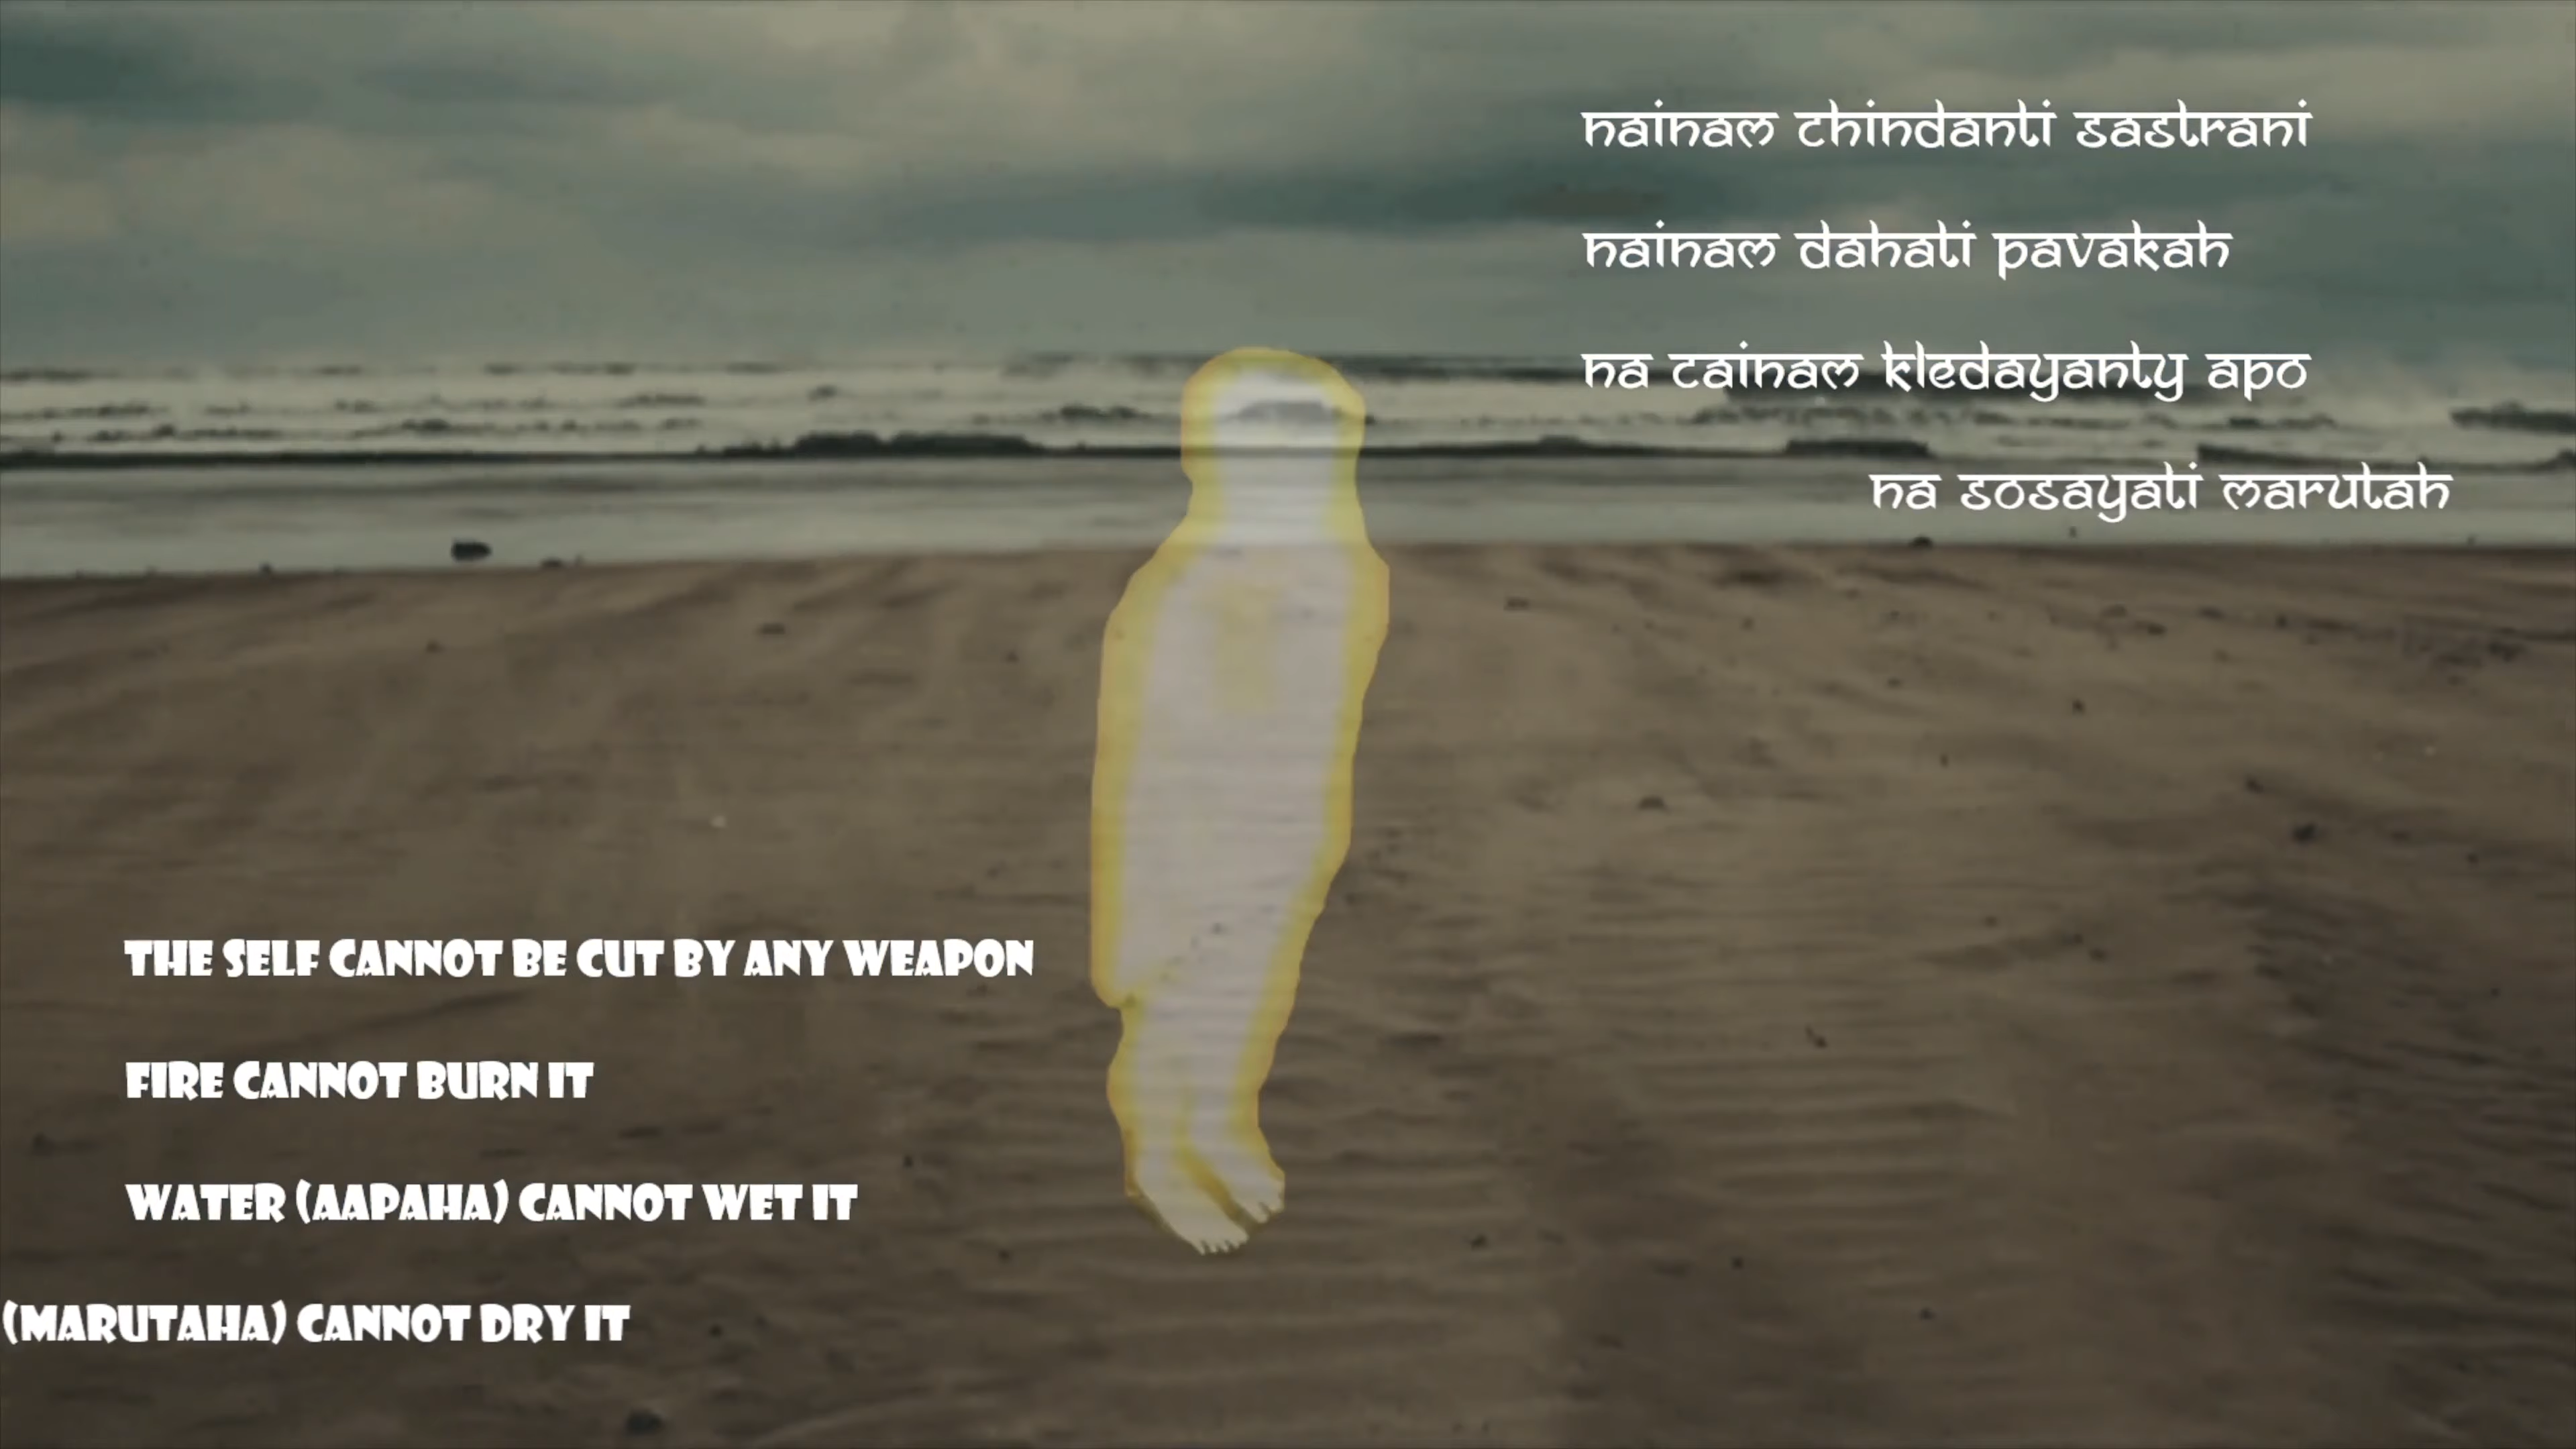 nainam chindanti sastrani
nainam dahati pavakah
na cainam kledayanty apo
na sosayati marutah
THE SELF CANNOT BE CUT BY ANY WEAPON
FIRE CANNOT BURN IT
WATER (AAPAHA) CANNOT WET IT
(MARUTAHA) CANNOT DRY IT